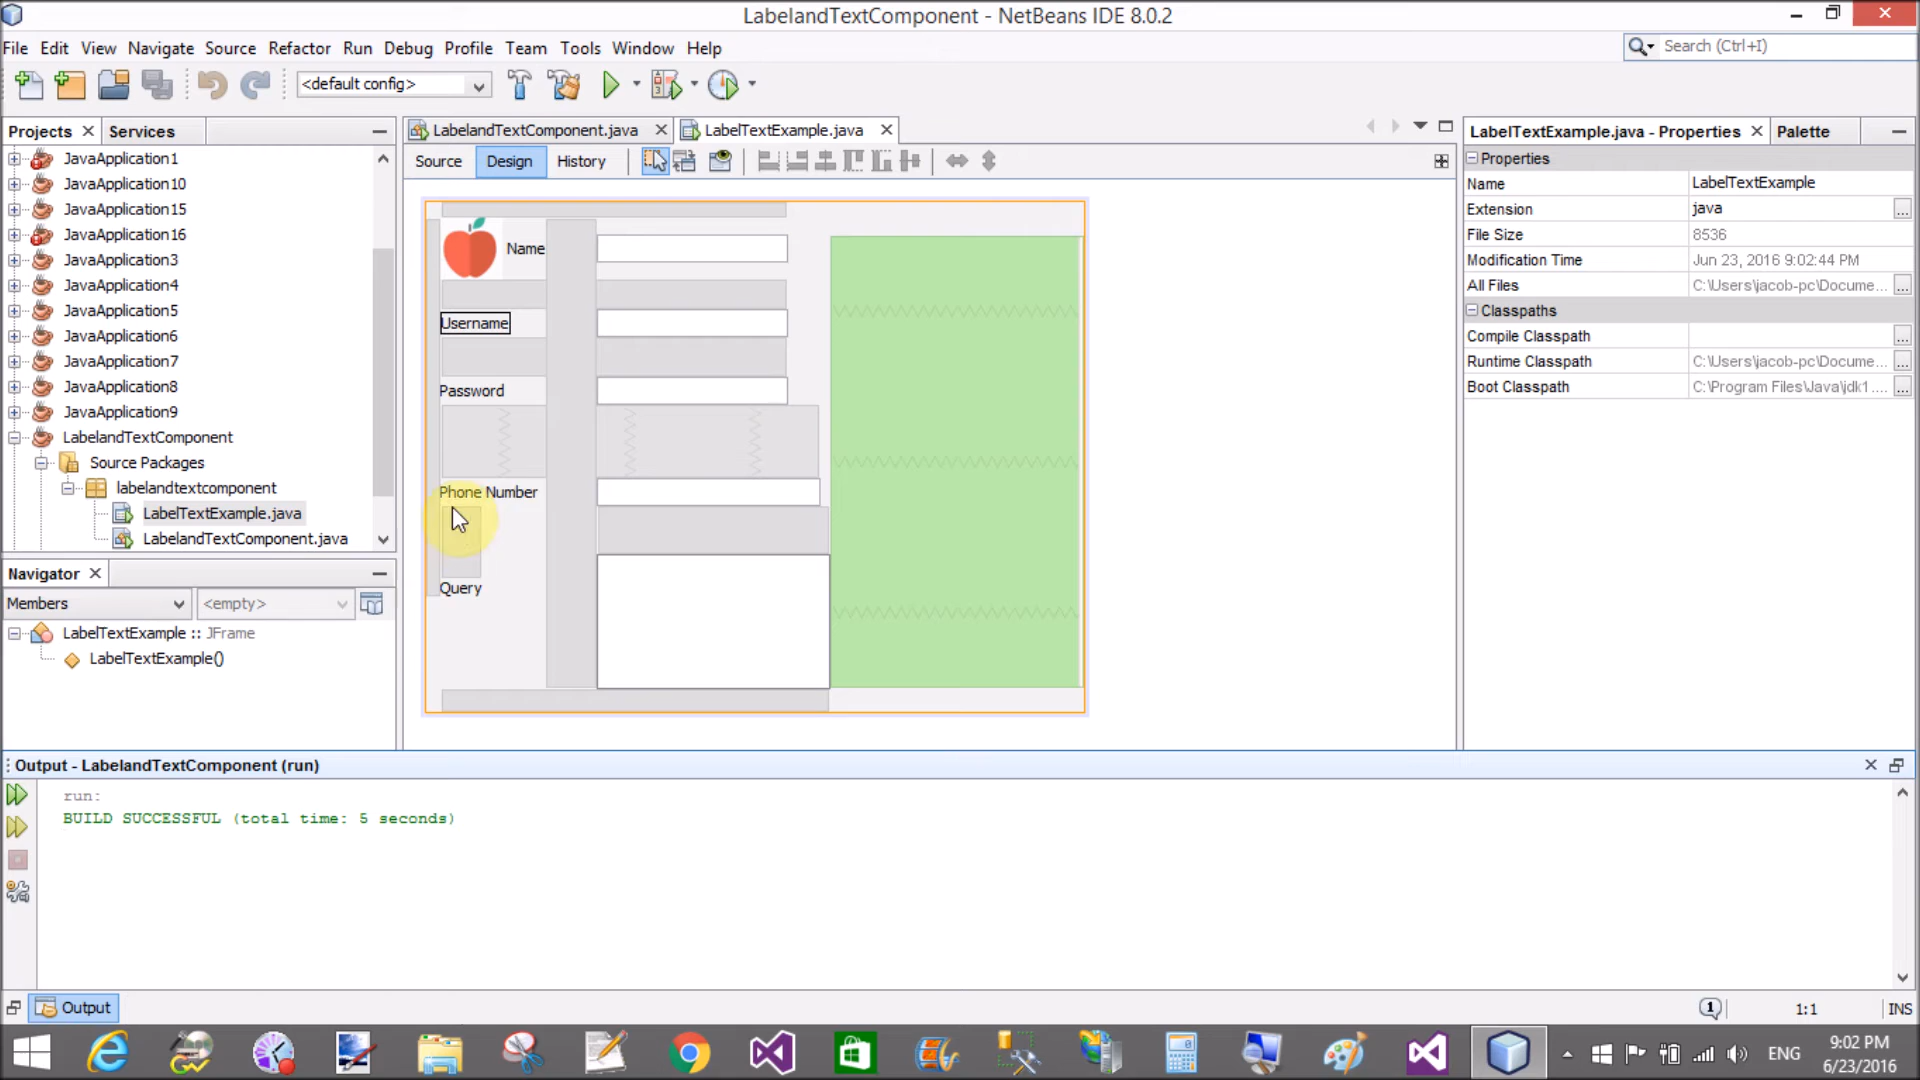 LabelandTextComponent - NetBeans IDE 8.0.2
File Edit View Navigate Source Refactor Run Debug Profile Team Tools Window Help
Search (Ctrl+I)
<default config>
Projects
Services
LabelandTextComponent.java
LabelTextExample.java
LabelTextExample.java - Properties
Palette
Source
Design
History
JavaApplication1
JavaApplication10
JavaApplication15
JavaApplication16
JavaApplication3
JavaApplication4
JavaApplication5
JavaApplication6
JavaApplication7
JavaApplication8
JavaApplication9
LabelandTextComponent
Source Packages
labelandtextcomponent
LabelTextExample.java
LabelandTextComponent.java
Name
Username
Password
Phone Number
Query
Properties
Name LabelTextExample
Extension java
File Size 8536
Modification Time Jun 23, 2016 9:02:44 PM
All Files C:\Users\jacob-pc\Docume...
Classpaths
Compile Classpath
Runtime Classpath C:\Users\jacob-pc\Docume...
Boot Classpath C:\Program Files\Java\jdk1....
Navigator
Members
<empty>
LabelTextExample :: JFrame
LabelTextExample()
Output - LabelandTextComponent (run)
run:
BUILD SUCCESSFUL (total time: 5 seconds)
Output
1
1:1
INS
ENG
9:02 PM
6/23/2016